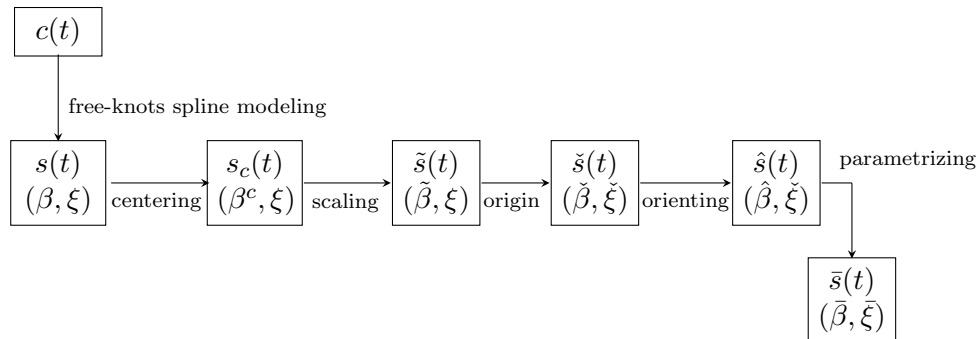 c(t)
free-knots spline modeling
s(t)
(β, ξ)
centering
s_c(t)
(β^c, ξ)
scaling
s̃(t)
(β̃, ξ)
origin
š(t)
(β̌, ξ̌)
orienting
ŝ(t)
(β̂, ξ̌)
parametrizing
s̄(t)
(β̄, ξ̄)